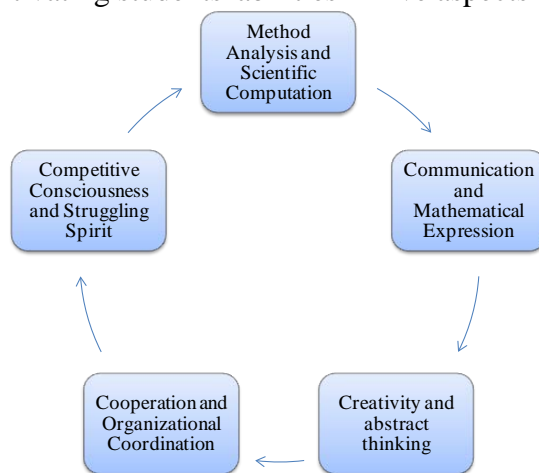 Method
Analysis and
Scientific
Computation
Communication
and
Mathematical
Expression
Creativity and
abstract
thinking
Cooperation and
Organizational
Coordination
Competitive
Consciousness
and Struggling
Spirit